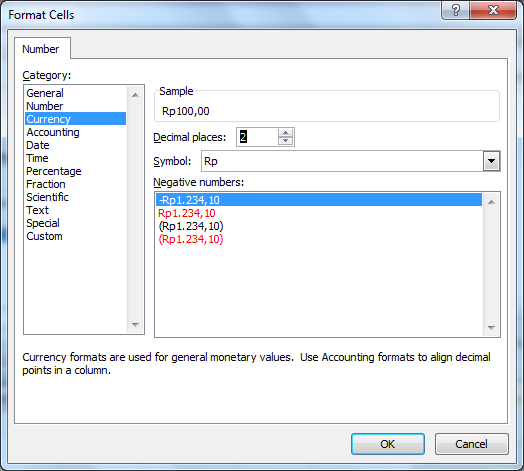 Format Cells
Number
Category:
General
Number
Currency
Accounting
Date
Time
Percentage
Fraction
Scientific
Text
Special
Custom
Sample
Rp100,00
Decimal places: 2
Symbol: Rp
Negative numbers:
-Rp1.234,10
Rp1.234,10
(Rp1.234,10)
(Rp1.234,10)
Currency formats are used for general monetary values.  Use Accounting formats to align decimal
points in a column.
OK Cancel